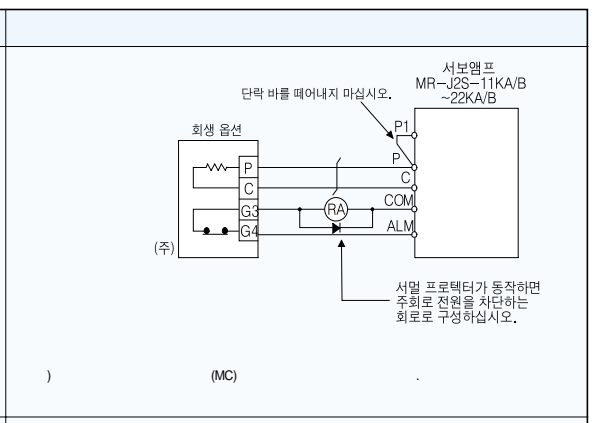 서보앰프
MR-J2S-11KA/B
~22KA/B
단락 바를 떼어내지 마십시오.
회생 옵션
P1
P
P
C
C
COM
G3
RA
ALM
G4
(주)
서멀 프로텍터가 동작하면
주회로 전원을 차단하는
회로로 구성하십시오.
) (MC) .